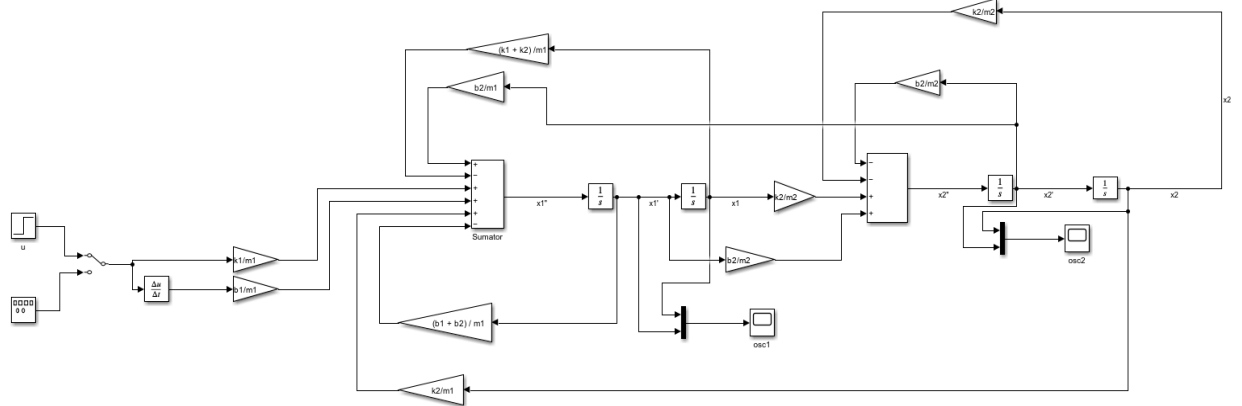 k2/m2
(k1 + k2) /m1
b2/m1
b2/m2
x2
+
−
+
+
+
−
Sumator
x1''
1
s
x1'
1
s
x1
k2/m2
b2/m2
−
−
+
+
x2''
1
s
x2'
1
s
x2
u
k1/m1
Δu
Δt
b1/m1
osc2
(b1 + b2) / m1
osc1
k2/m1